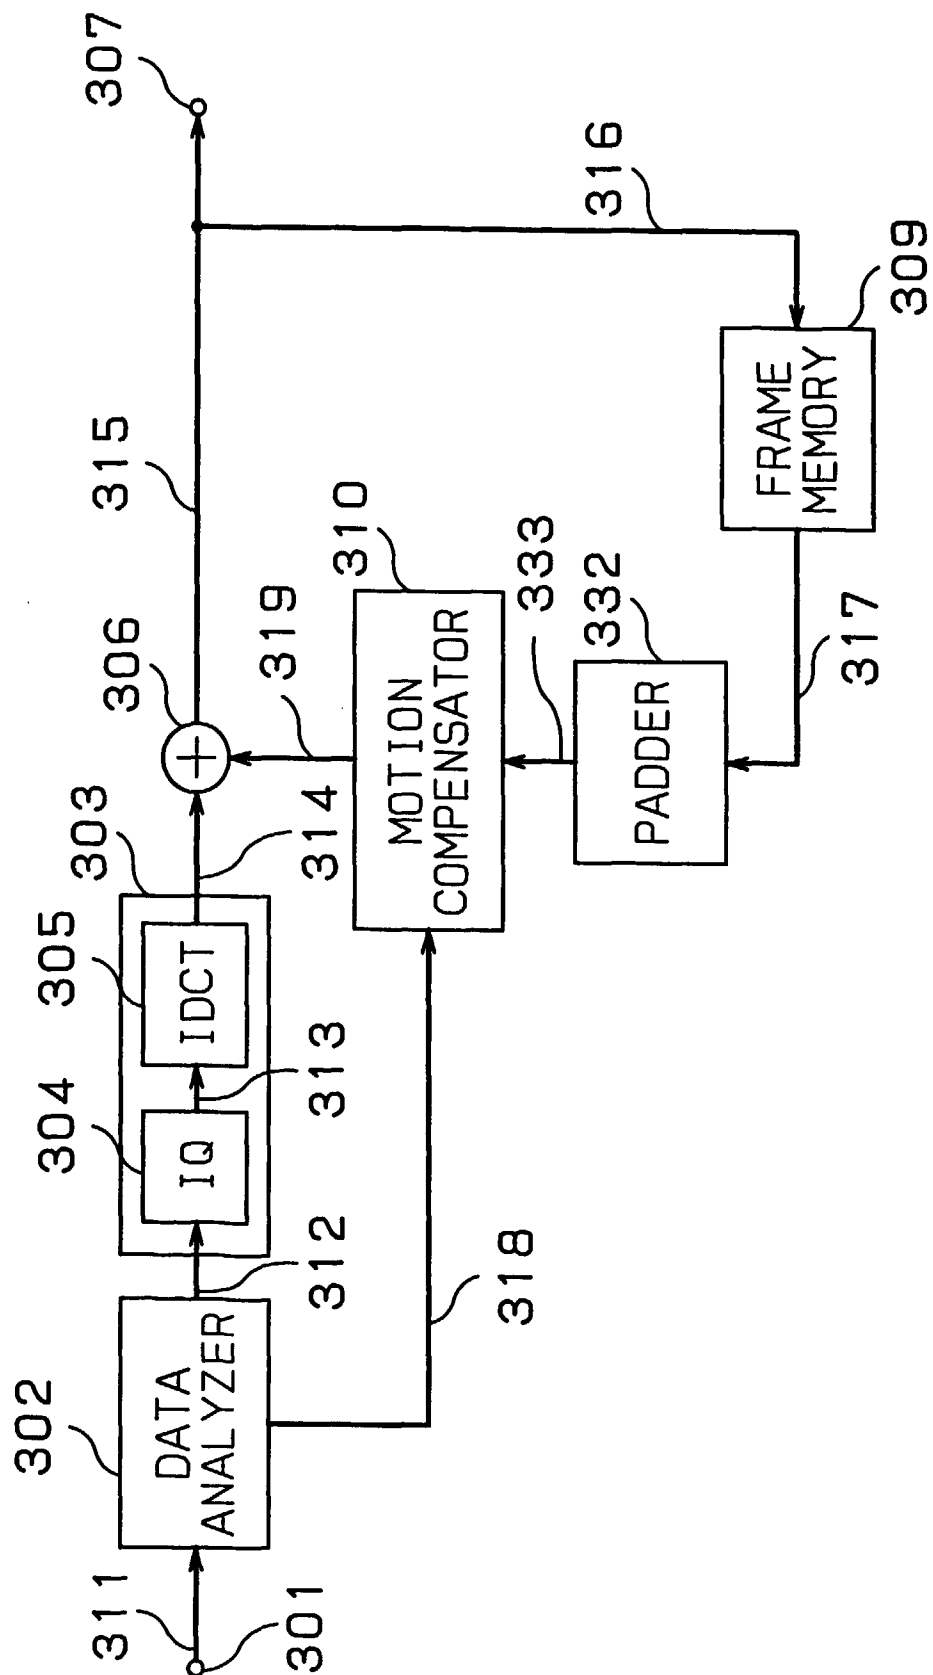 311
301
302
DATA
ANALYZER
312
304
IQ
313
305
IDCT
303
314
306
+
319
315
307
316
310
MOTION
COMPENSATOR
318
333
332
PADDER
317
309
FRAME
MEMORY